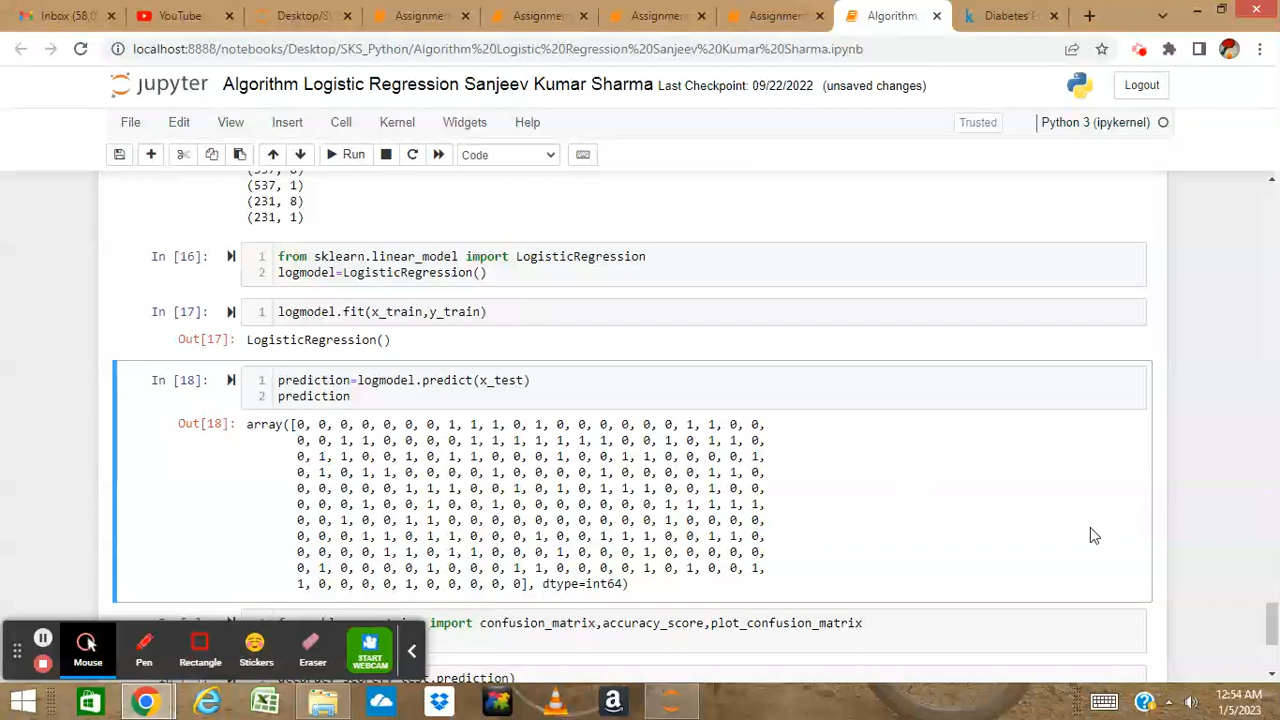 Inbox (58,0
YouTube
Desktop/S
Assignme
Assignme
Assignme
Assignme
Algorithm
Diabetes P
localhost:8888/notebooks/Desktop/SKS_Python/Algorithm%20Logistic%20Regression%20Sanjeev%20Kumar%20Sharma.ipynb
jupyter Algorithm Logistic Regression Sanjeev Kumar Sharma Last Checkpoint: 09/22/2022 (unsaved changes)
Logout
File Edit View Insert Cell Kernel Widgets Help
Trusted
Python 3 (ipykernel)
Run
Code
(537, 1)
(231, 8)
(231, 1)
In [16]:
1 from sklearn.linear_model import LogisticRegression
2 logmodel=LogisticRegression()
In [17]:
1 logmodel.fit(x_train,y_train)
Out[17]: LogisticRegression()
In [18]:
1 prediction=logmodel.predict(x_test)
2 prediction
Out[18]: array([0, 0, 0, 0, 0, 0, 0, 1, 1, 1, 0, 1, 0, 0, 0, 0, 0, 0, 1, 1, 0, 0,
0, 0, 1, 1, 0, 0, 0, 0, 1, 1, 1, 1, 1, 1, 1, 0, 0, 1, 0, 1, 1, 0,
0, 1, 1, 0, 0, 1, 0, 1, 1, 0, 0, 1, 0, 0, 1, 1, 0, 0, 0, 0, 1,
0, 1, 0, 1, 1, 0, 0, 0, 0, 1, 0, 0, 0, 0, 1, 0, 0, 0, 0, 1, 1, 0,
0, 0, 0, 0, 0, 1, 1, 1, 0, 0, 1, 0, 1, 0, 1, 1, 1, 0, 0, 1, 0, 0,
0, 0, 0, 1, 0, 0, 1, 0, 0, 1, 0, 0, 0, 0, 0, 0, 0, 1, 1, 1, 1, 1,
0, 0, 1, 0, 0, 1, 1, 0, 0, 0, 0, 0, 0, 0, 0, 0, 0, 1, 0, 0, 0, 0,
0, 0, 0, 1, 1, 0, 1, 1, 1, 0, 0, 0, 1, 0, 0, 1, 1, 1, 0, 0, 1, 1, 0,
0, 0, 0, 0, 1, 1, 0, 1, 1, 0, 0, 0, 1, 0, 0, 0, 0, 1, 0, 0, 0, 0,
0, 1, 0, 0, 0, 0, 1, 0, 0, 0, 1, 1, 0, 0, 0, 0, 1, 0, 1, 0, 0, 1,
1, 0, 0, 0, 0, 1, 0, 0, 0, 0, 0], dtype=int64)
import confusion_matrix,accuracy_score,plot_confusion_matrix
prediction)
Mouse
Pen
Rectangle
Stickers
Eraser
START
WEBCAM
12:54 AM
1/5/2023